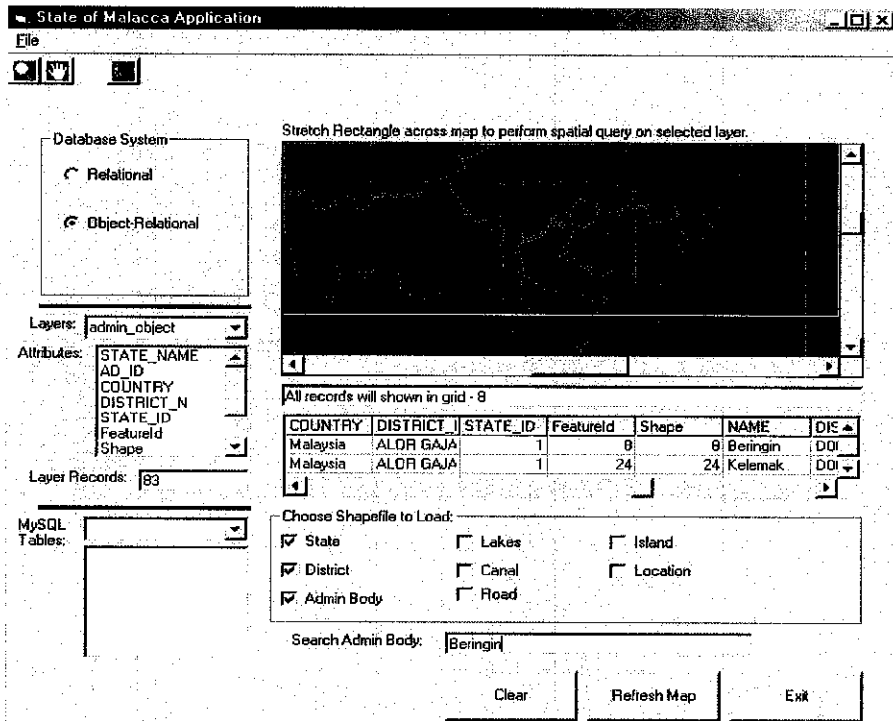 State of Malacca Application
File
Database System
Relational
Object-Relational
Stretch Rectangle across map to perform spatial query on selected layer.
Layers: admin_object
Attributes:
STATE_NAME
AD_ID
COUNTRY
DISTRICT_N
STATE_ID
FeatureId
Shape
Layer Records: 83
All records will shown in grid - 8
COUNTRY DISTRICT_I STATE_ID FeatureId Shape NAME DIS
Malaysia ALOR GAJA 1 8 8 Beringin DOI
Malaysia ALOR GAJA 1 24 24 Kelemak DOI
MySQL
Tables:
Choose Shapefile to Load:
State Lakes Island
District Canal Location
Admin Body Road
Search Admin Body: Beringin
Clear Refresh Map Exit